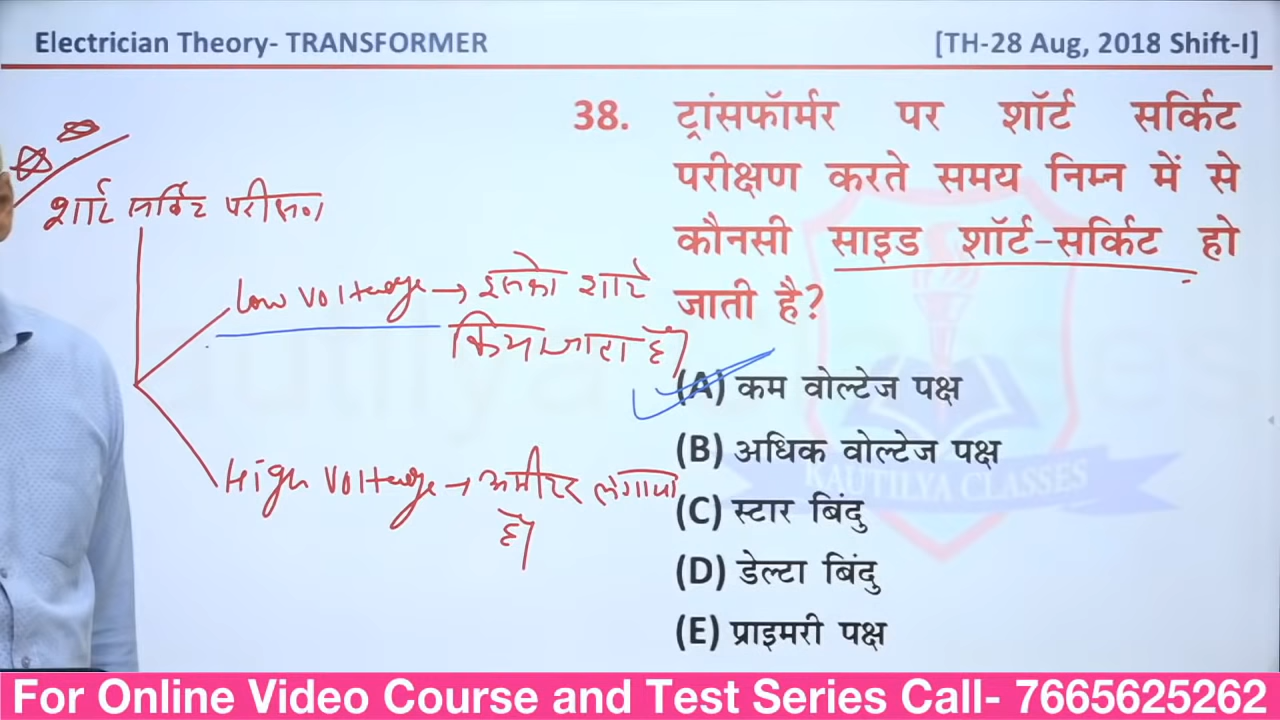 Electrician Theory- TRANSFORMER
[TH-28 Aug, 2018 Shift-I]
38. ट्रांसफॉर्मर पर शॉर्ट सर्किट
परीक्षण करते समय निम्न में से
कौनसी साइड शॉर्ट-सर्किट हो
जाती है?
(A) कम वोल्टेज पक्ष
(B) अधिक वोल्टेज पक्ष
(C) स्टार बिंदु
(D) डेल्टा बिंदु
(E) प्राइमरी पक्ष
शार्ट सर्किट परीक्षण
Low Voltage → इसको शार्ट
किया जाता है।
High Voltage → अमीटर लगाया
है।
KAUTILYA CLASSES
For Online Video Course and Test Series Call- 7665625262